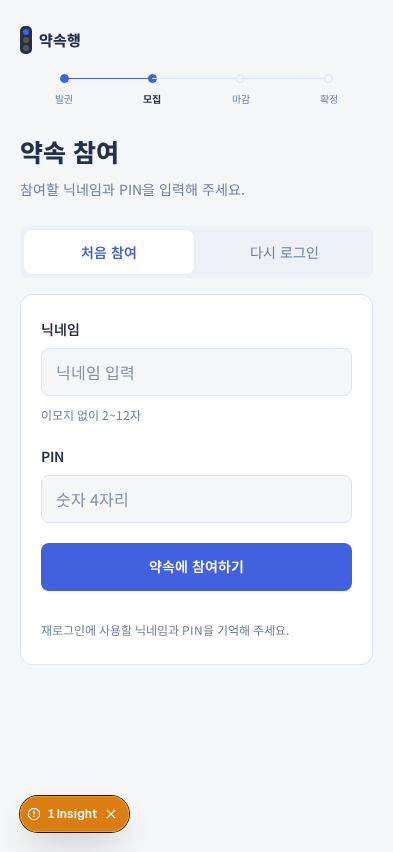 약속행
발권
모집
마감
확정
약속 참여
참여할 닉네임과 PIN을 입력해 주세요.
처음 참여
다시 로그인
닉네임
닉네임 입력
이모지 없이 2~12자
PIN
숫자 4자리
약속에 참여하기
재로그인에 사용할 닉네임과 PIN을 기억해 주세요.
1 Insight